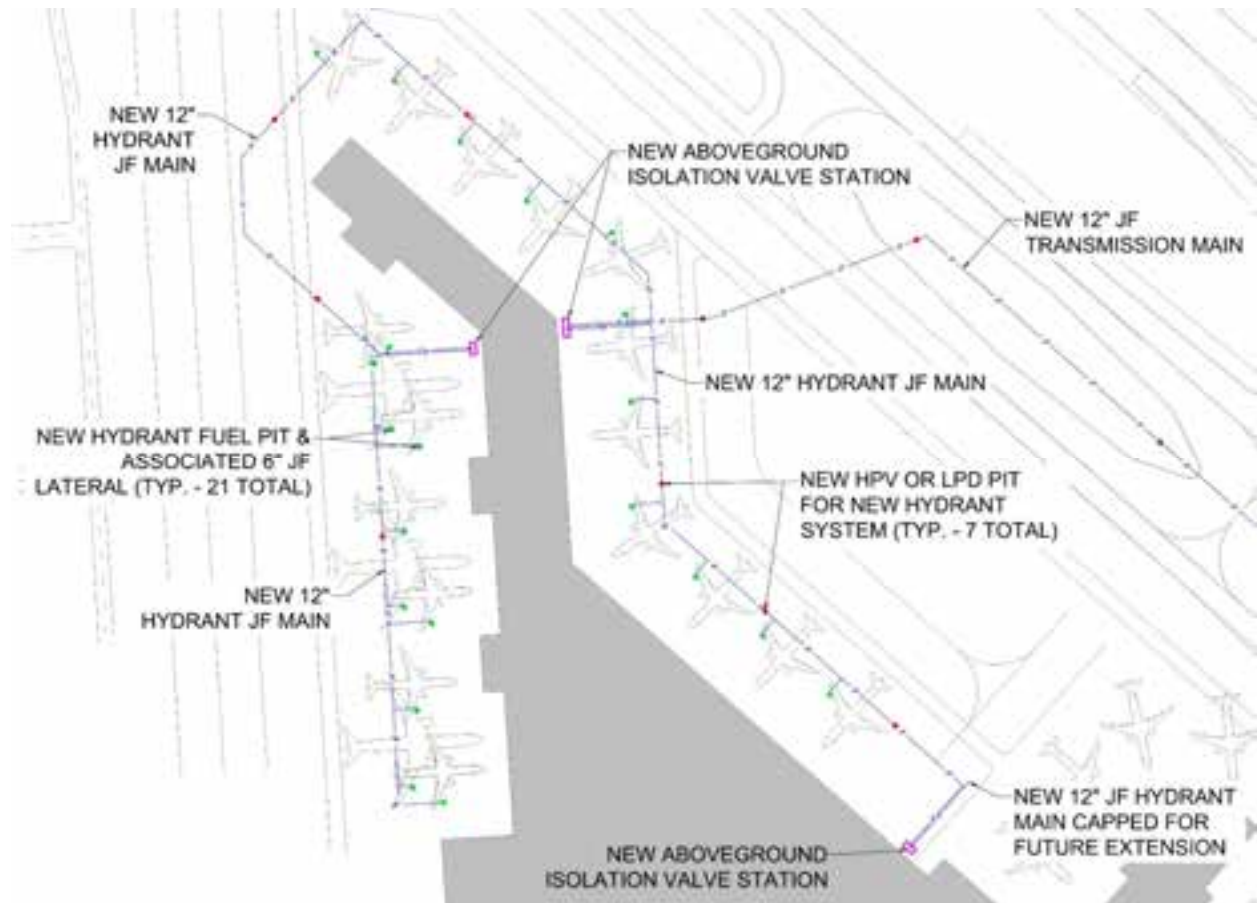 NEW 12"
HYDRANT
JF MAIN
NEW ABOVEGROUND
ISOLATION VALVE STATION
NEW 12" JF
TRANSMISSION MAIN
NEW 12" HYDRANT JF MAIN
NEW HYDRANT FUEL PIT &
ASSOCIATED 6" JF
LATERAL (TYP. - 21 TOTAL)
NEW HPV OR LPD PIT
FOR NEW HYDRANT
SYSTEM (TYP. - 7 TOTAL)
NEW 12"
HYDRANT JF MAIN
NEW 12" JF HYDRANT
MAIN CAPPED FOR
FUTURE EXTENSION
NEW ABOVEGROUND
ISOLATION VALVE STATION